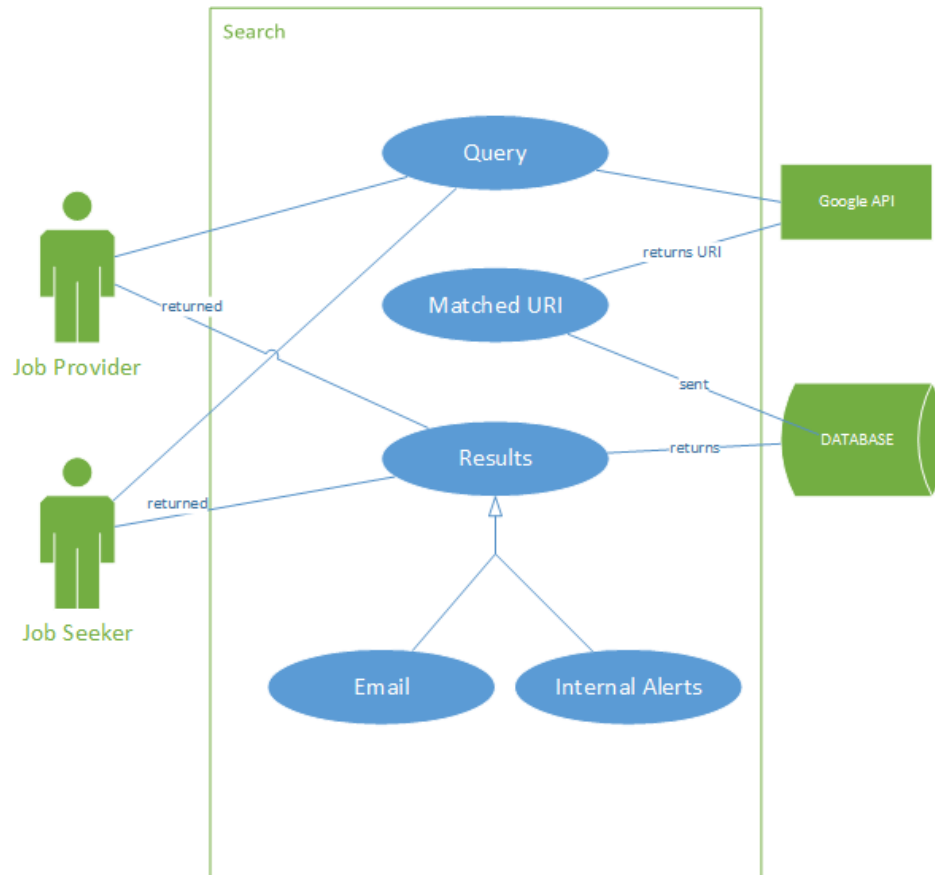 Search
Query
Google API
returns URI
Matched URI
returned
Job Provider
sent
DATABASE
Results
returns
returned
Job Seeker
Email
Internal Alerts